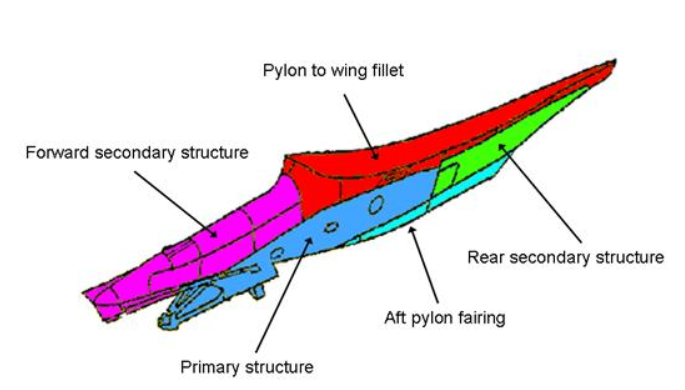 Pylon to wing fillet
Forward secondary structure
Rear secondary structure
Aft pylon fairing
Primary structure